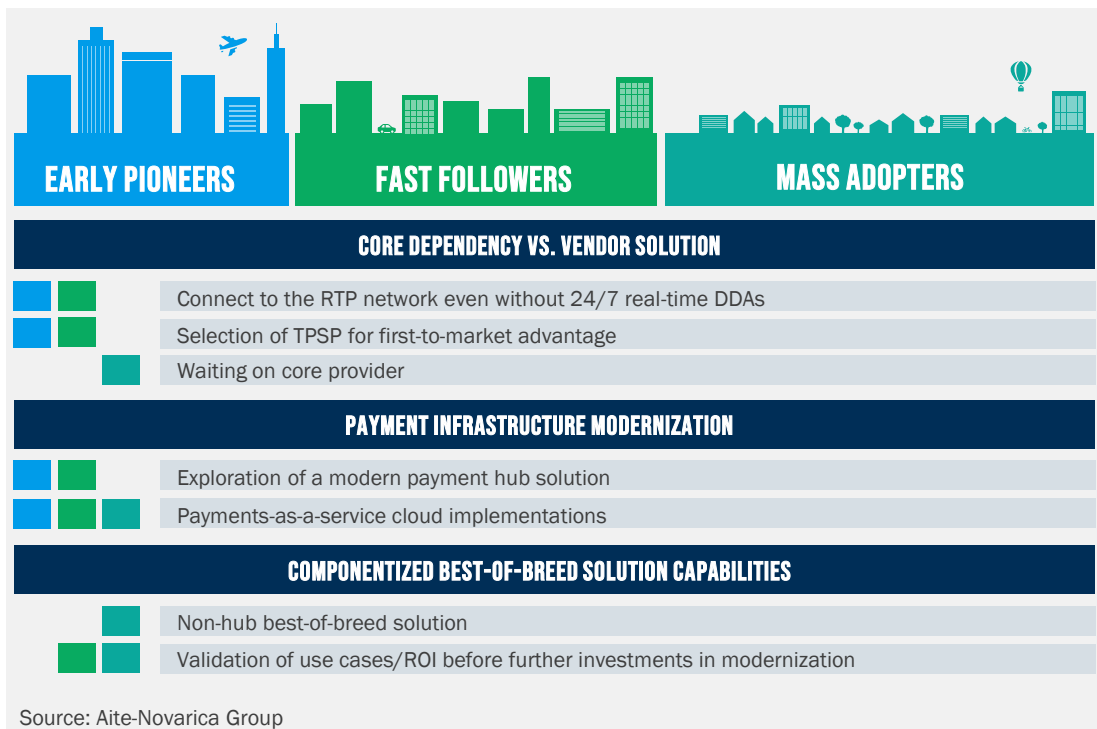 EARLY PIONEERS
FAST FOLLOWERS
MASS ADOPTERS
CORE DEPENDENCY VS. VENDOR SOLUTION
Connect to the RTP network even without 24/7 real-time DDAs
Selection of TPSP for first-to-market advantage
Waiting on core provider
PAYMENT INFRASTRUCTURE MODERNIZATION
Exploration of a modern payment hub solution
Payments-as-a-service cloud implementations
COMPONENTIZED BEST-OF-BREED SOLUTION CAPABILITIES
Non-hub best-of-breed solution
Validation of use cases/ROI before further investments in modernization
Source: Aite-Novarica Group